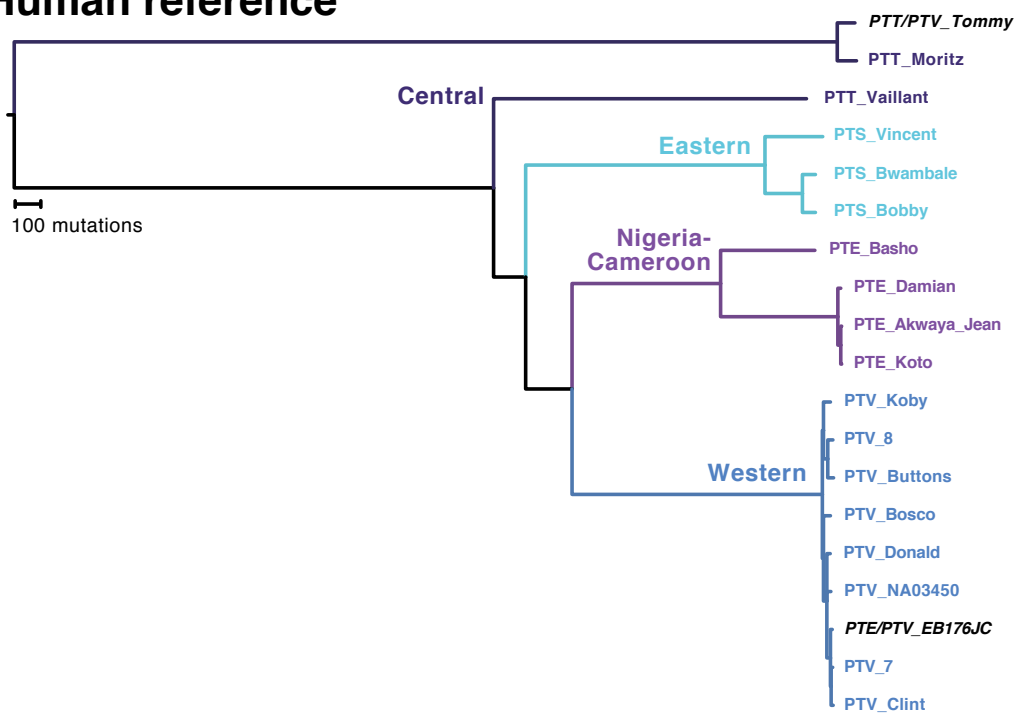 Human reference
PTT/PTV_Tommy
PTT_Moritz
Central
PTT_Vaillant
PTS_Vincent
Eastern
PTS_Bwambale
PTS_Bobby
100 mutations
Nigeria-
Cameroon
PTE_Basho
PTE_Damian
PTE_Akwaya_Jean
PTE_Koto
PTV_Koby
PTV_8
Western
PTV_Buttons
PTV_Bosco
PTV_Donald
PTV_NA03450
PTE/PTV_EB176JC
PTV_7
PTV_Clint